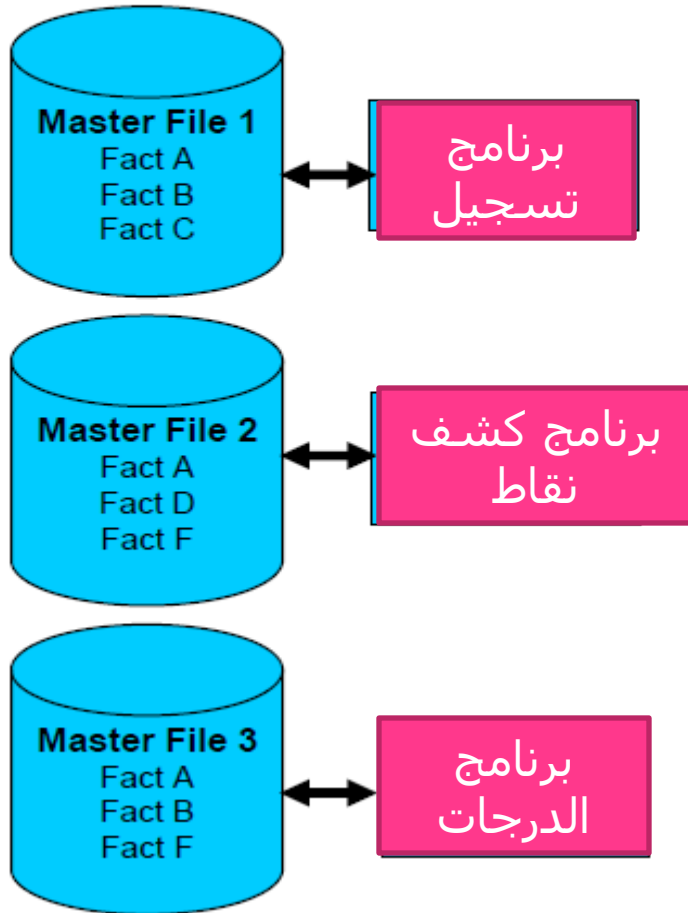 Master File 1
Fact A
Fact B
Fact C
برنامج
تسجيل
Master File 2
Fact A
Fact D
Fact F
برنامج كشف
نقاط
Master File 3
Fact A
Fact B
Fact F
برنامج
الدرجات